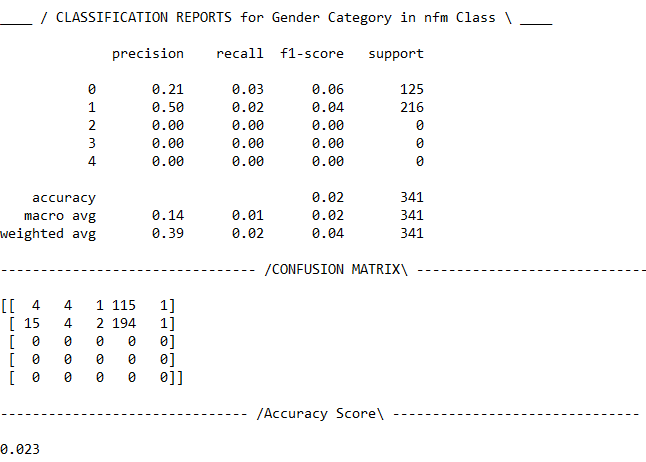 ____ / CLASSIFICATION REPORTS for Gender Category in nfm Class \ ____
precision recall f1-score support
0 0.21 0.03 0.06 125
1 0.50 0.02 0.04 216
2 0.00 0.00 0.00 0
3 0.00 0.00 0.00 0
4 0.00 0.00 0.00 0
accuracy 0.02 341
macro avg 0.14 0.01 0.02 341
weighted avg 0.39 0.02 0.04 341
-------------------------------- /CONFUSION MATRIX\ -----------------------------
[[ 4 4 1 115 1]
[ 15 4 2 194 1]
[ 0 0 0 0 0]
[ 0 0 0 0 0]
[ 0 0 0 0 0]]
------------------------------- /Accuracy Score\ -------------------------------
0.023